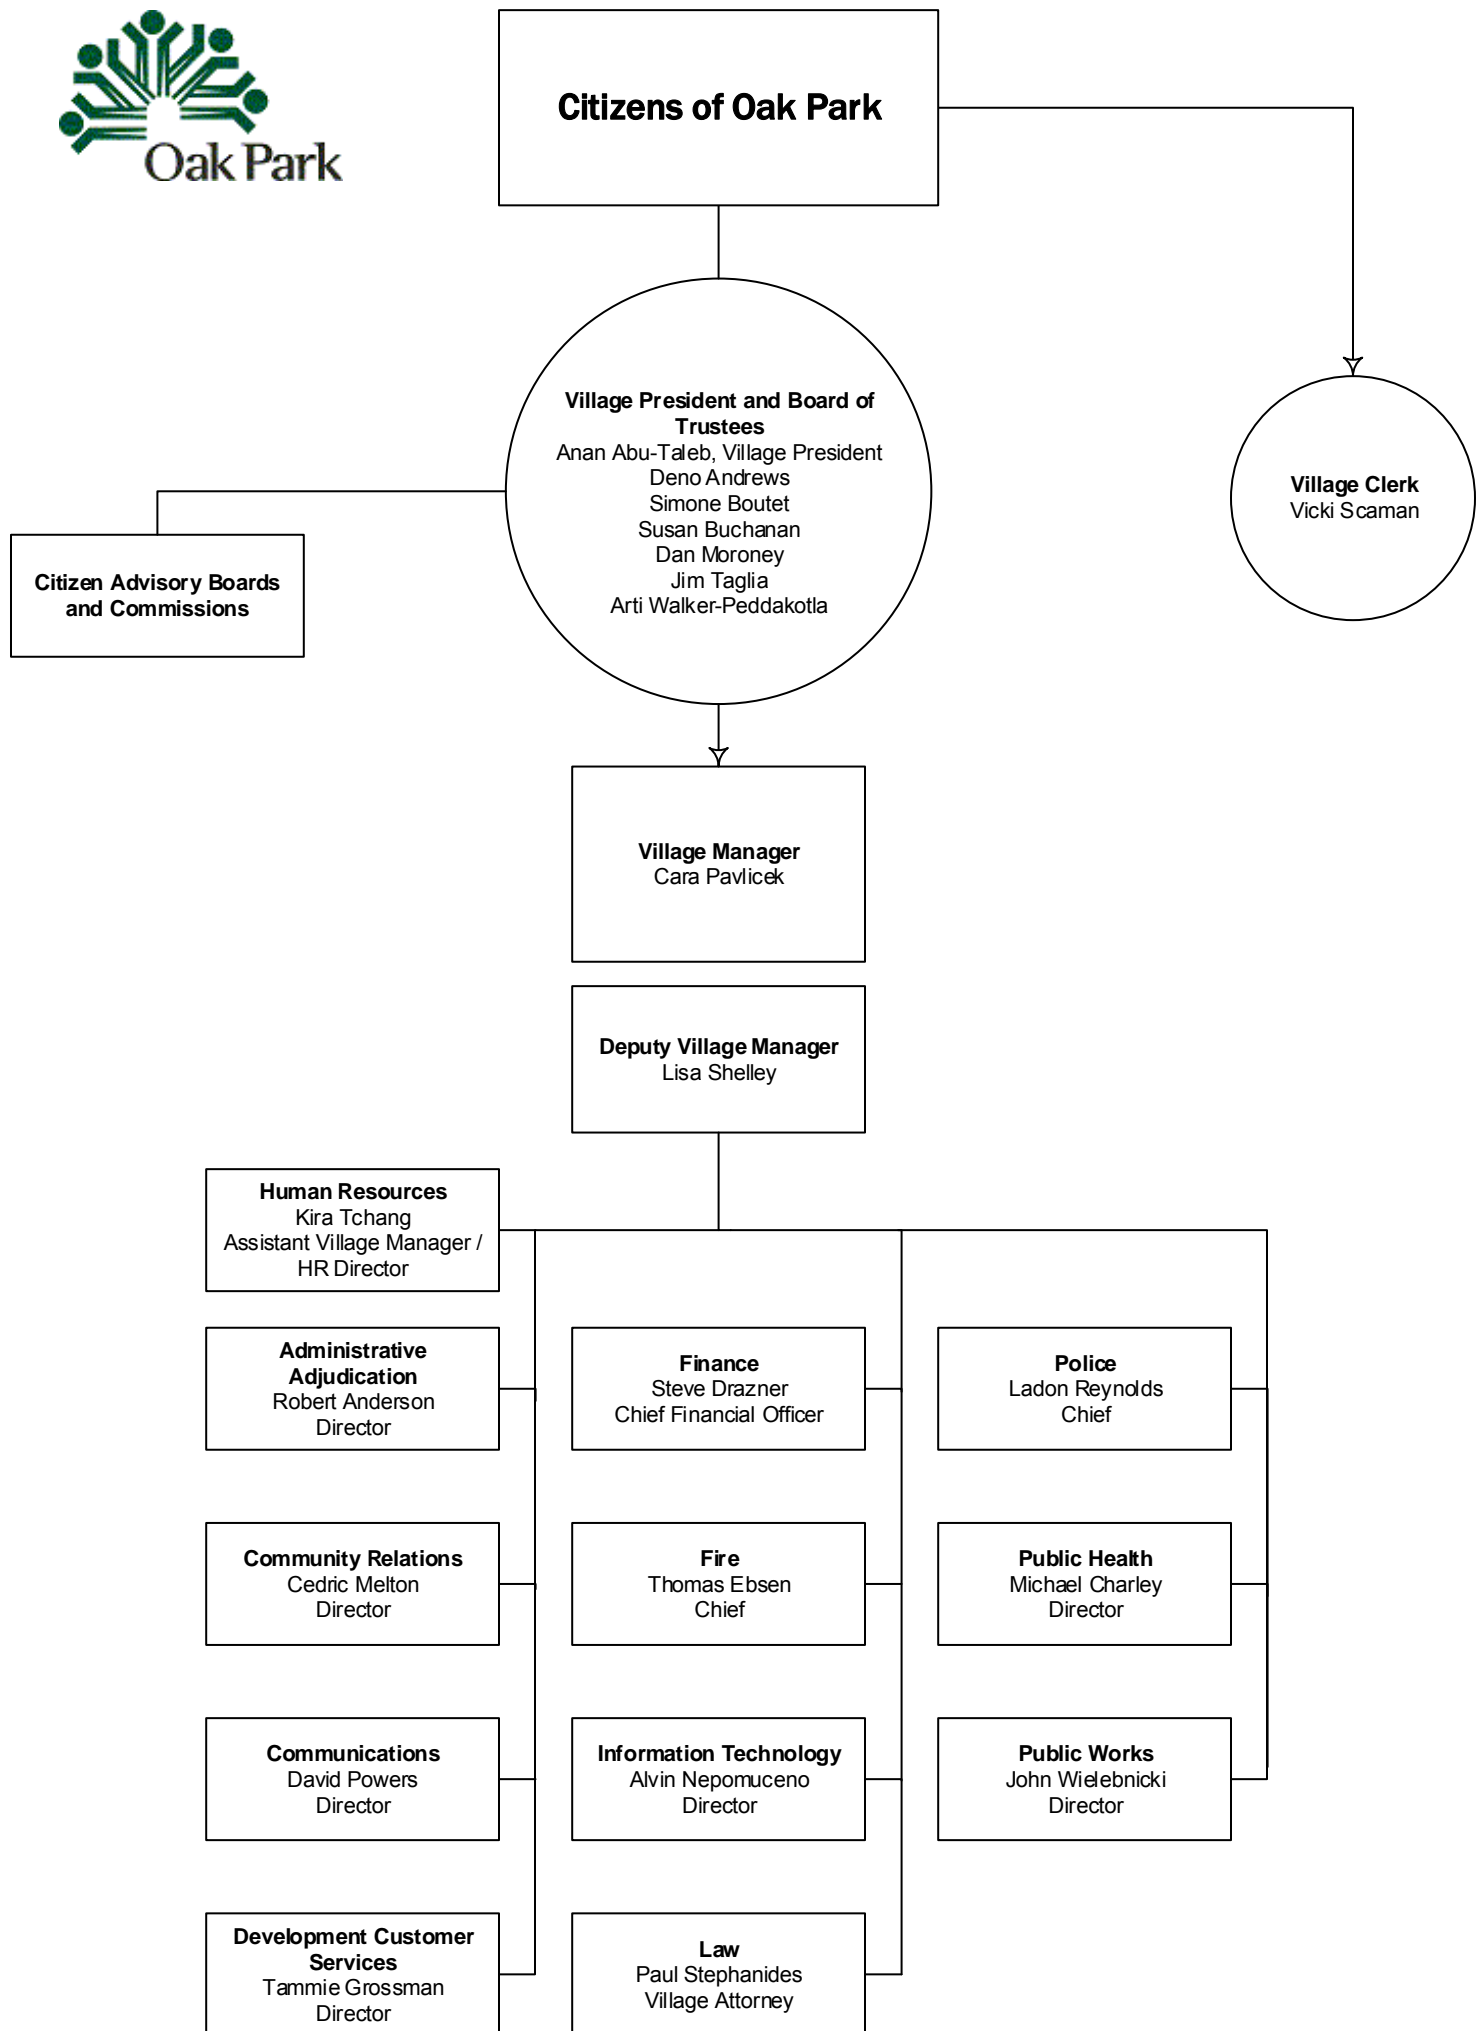 Oak Park
Citizens of Oak Park
Village President and Board of
Trustees
Anan Abu-Taleb, Village President
Deno Andrews
Simone Boutet
Susan Buchanan
Dan Moroney
Jim Taglia
Arti Walker-Peddakotla
Village Clerk
Vicki Scaman
Citizen Advisory Boards
and Commissions
Village Manager
Cara Pavlicek
Deputy Village Manager
Lisa Shelley
Human Resources
Kira Tchang
Assistant Village Manager /
HR Director
Administrative
Adjudication
Robert Anderson
Director
Finance
Steve Drazner
Chief Financial Officer
Police
Ladon Reynolds
Chief
Community Relations
Cedric Melton
Director
Fire
Thomas Ebsen
Chief
Public Health
Michael Charley
Director
Communications
David Powers
Director
Information Technology
Alvin Nepomuceno
Director
Public Works
John Wielebnicki
Director
Development Customer
Services
Tammie Grossman
Director
Law
Paul Stephanides
Village Attorney